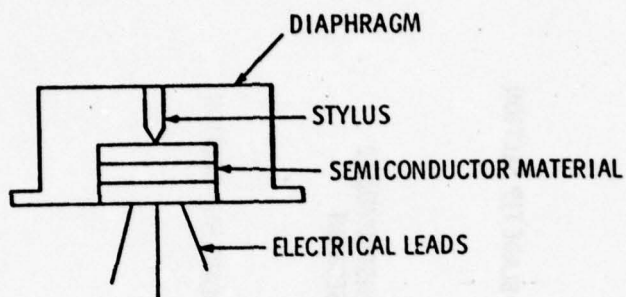 DIAPHRAGM
STYLUS
SEMICONDUCTOR MATERIAL
ELECTRICAL LEADS